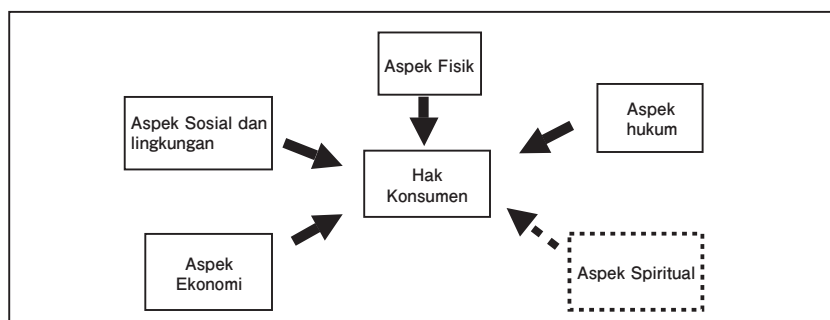 Aspek Fisik
Aspek Sosial dan
lingkungan
Aspek
hukum
Hak
Konsumen
Aspek
Ekonomi
Aspek Spiritual